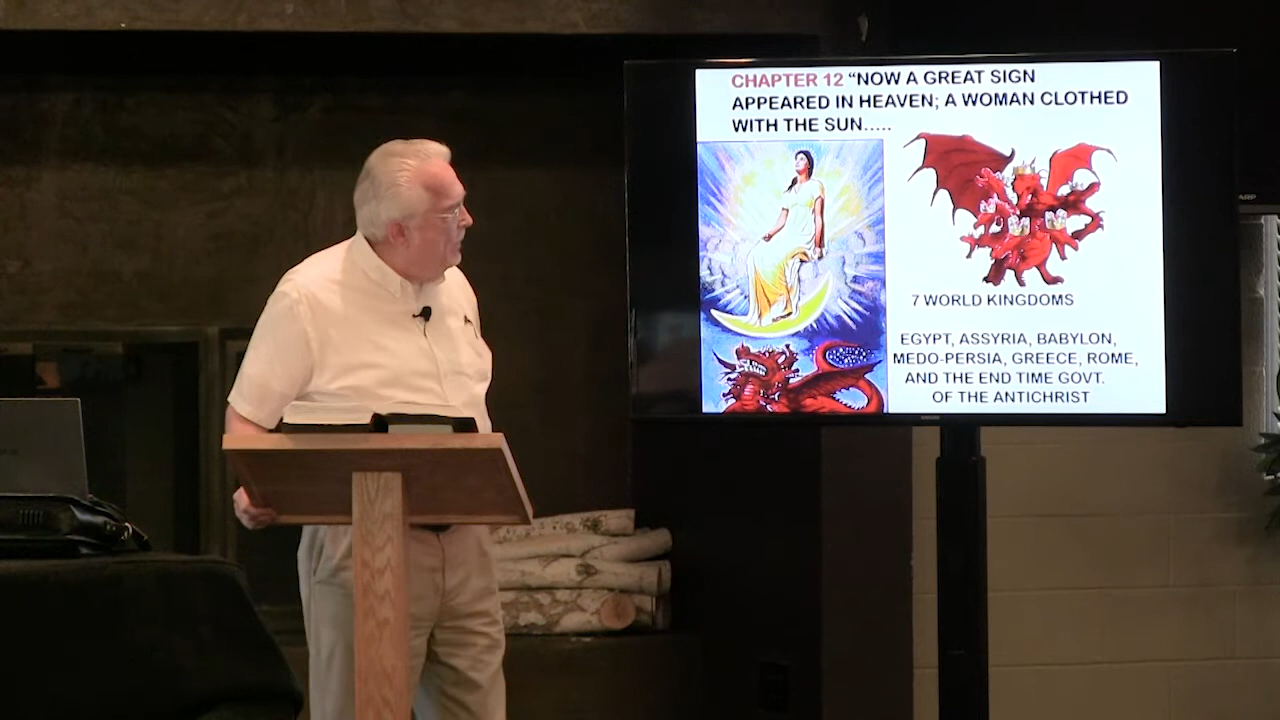 CHAPTER 12 “NOW A GREAT SIGN
APPEARED IN HEAVEN; A WOMAN CLOTHED
WITH THE SUN.....
7 WORLD KINGDOMS
EGYPT, ASSYRIA, BABYLON,
MEDO-PERSIA, GREECE, ROME,
AND THE END TIME GOVT.
OF THE ANTICHRIST